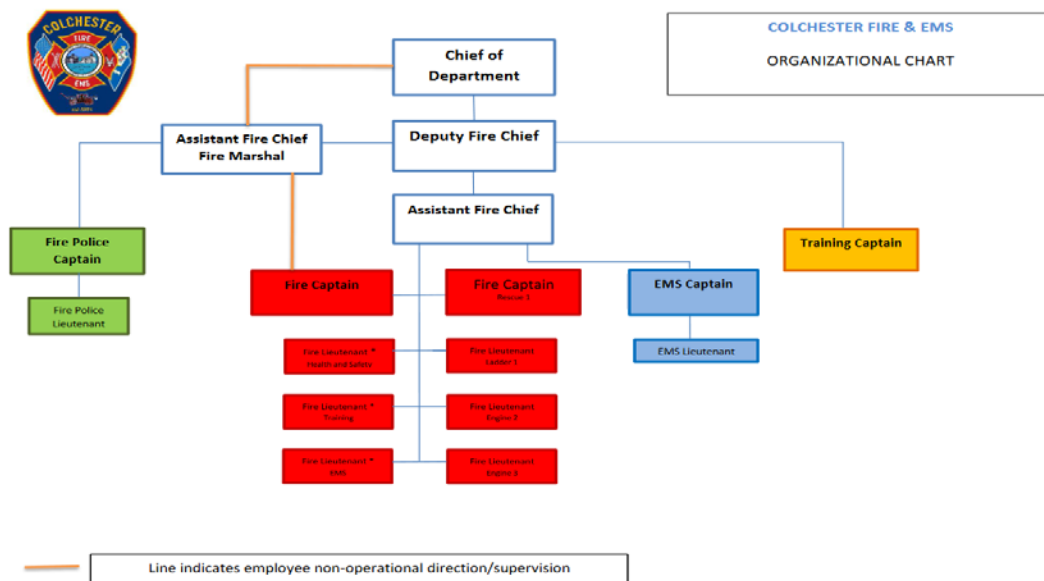 COLCHESTER
FIRE
EMS
COLCHESTER FIRE & EMS
ORGANIZATIONAL CHART
Chief of
Department
Assistant Fire Chief
Fire Marshal
Deputy Fire Chief
Assistant Fire Chief
Fire Police
Captain
Training Captain
Fire Captain
Fire Captain
Rescue 1
EMS Captain
Fire Police
Lieutenant
Fire Lieutenant *
Health and Safety
Fire Lieutenant
Ladder 1
EMS Lieutenant
Fire Lieutenant *
Training
Fire Lieutenant
Engine 2
Fire Lieutenant *
EMS
Fire Lieutenant
Engine 3
Line indicates employee non-operational direction/supervision